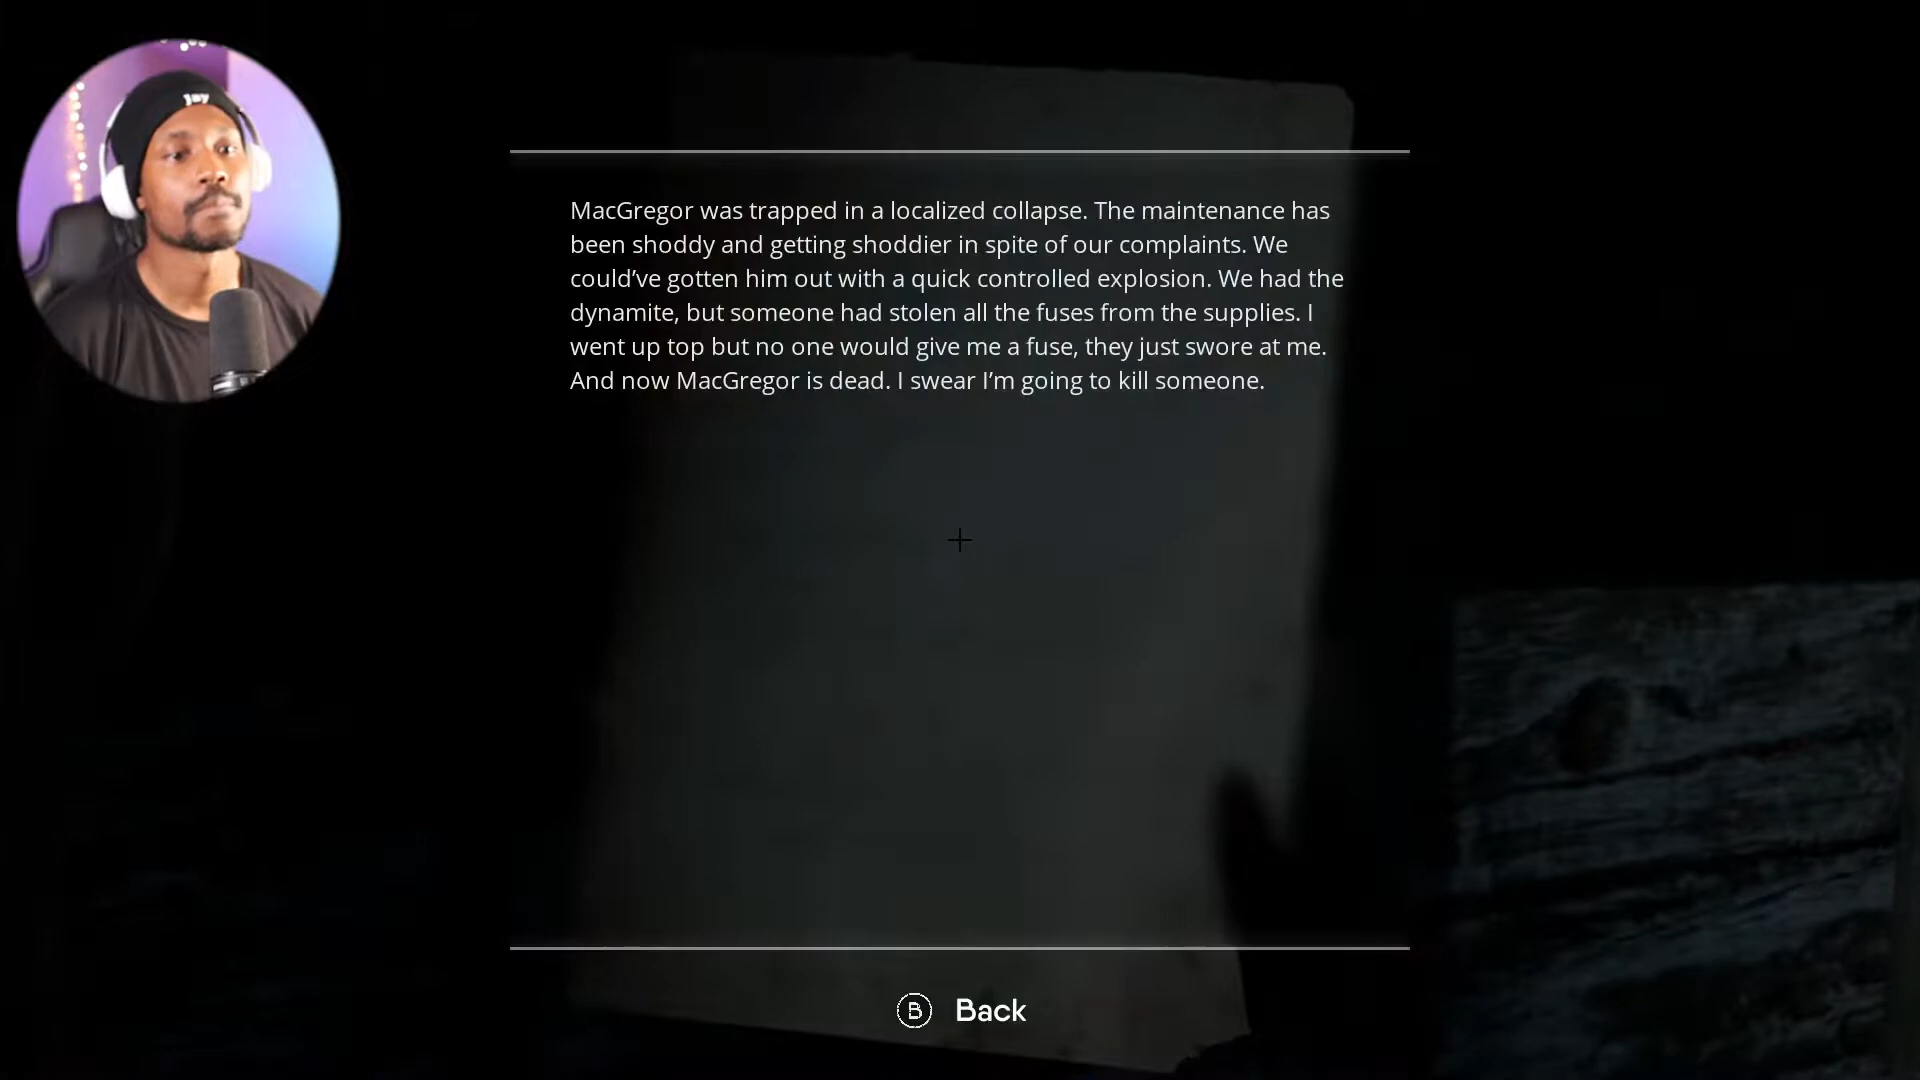 Jay
MacGregor was trapped in a localized collapse. The maintenance has
been shoddy and getting shoddier in spite of our complaints. We
could’ve gotten him out with a quick controlled explosion. We had the
dynamite, but someone had stolen all the fuses from the supplies. I
went up top but no one would give me a fuse, they just swore at me.
And now MacGregor is dead. I swear I’m going to kill someone.
B Back